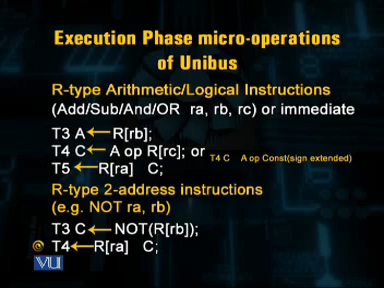 Execution Phase micro-operations
of Unibus
R-type Arithmetic/Logical Instructions
(Add/Sub/And/OR ra, rb, rc) or immediate
T3 A ← R[rb];
T4 C ← A op R[rc]; or T4 C A op Const(sign extended)
T5 ← R[ra] C;
R-type 2-address instructions
(e.g. NOT ra, rb)
T3 C ← NOT(R[rb]);
T4 ← R[ra] C;
VU